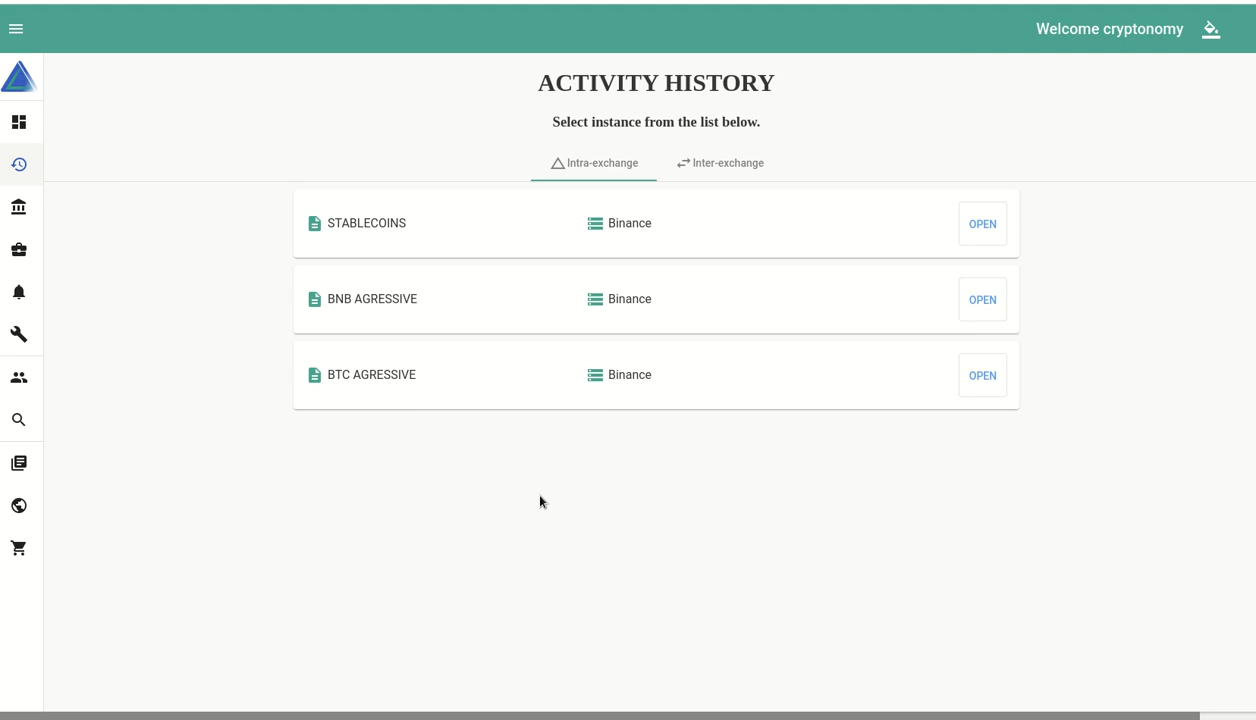 Welcome cryptonomy
ACTIVITY HISTORY
Select instance from the list below.
Intra-exchange Inter-exchange
STABLECOINS Binance OPEN
BNB AGRESSIVE Binance OPEN
BTC AGRESSIVE Binance OPEN